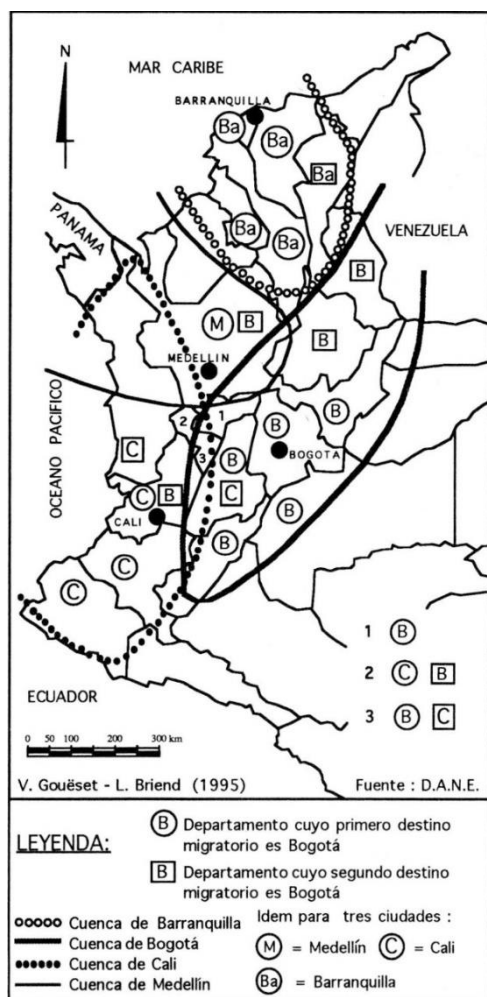 N
MAR CARIBE
BARRANQUILLA
Ba
Ba
Ba
PANAMA
Ba
Ba
VENEZUELA
B
M B
B
MEDELLIN
OCEANO PACIFICO
2 1
B
B
BOGOTA
3
B
C
C B
C
B
CALI
B
C
C
1 B
2 C B
3 B C
ECUADOR
0 50 100 150 200 250 300 km
V. Gouëset - L. Briend (1995) Fuente : D.A.N.E.
LEYENDA:
B Departamento cuyo primero destino
migratorio es Bogotá
B Departamento cuyo segundo destino
migratorio es Bogotá
Cuenca de Barranquilla
Cuenca de Bogotá
Cuenca de Cali
Cuenca de Medellín
Idem para tres ciudades :
M = Medellín C = Cali
Ba = Barranquilla